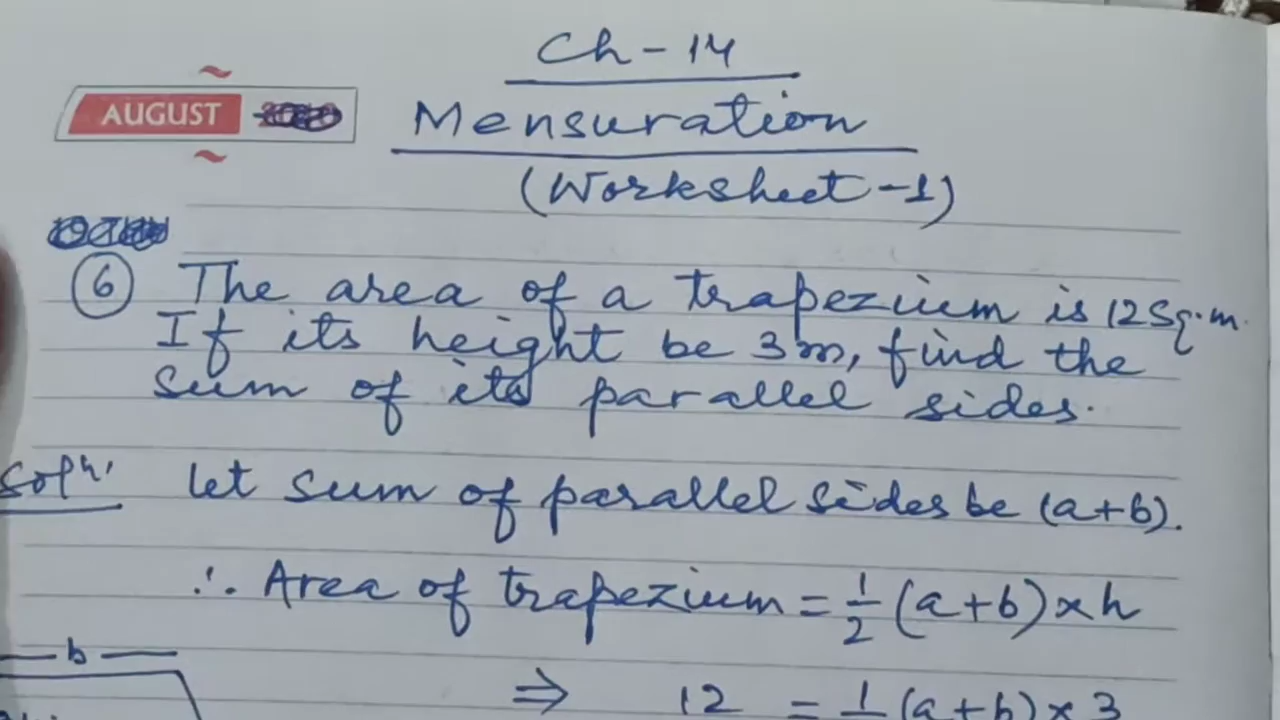 Ch-14
AUGUST
Mensuration
(Worksheet-1)
6 The area of a trapezium is 12 Sq.m.
If its height be 3m, find the
sum of its parallel sides.
Solⁿ. let sum of parallel sides be (a+b).
∴ Area of trapezium = 1/2 (a+b)×h
b
⇒ 12 = 1/2 (a+b)×3